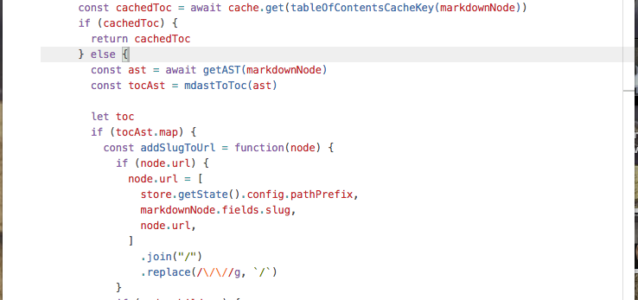 const cachedToc = await cache.get(tableOfContentsCacheKey(markdownNode))
if (cachedToc) {
return cachedToc
} else {
const ast = await getAST(markdownNode)
const tocAst = mdastToToc(ast)
let toc
if (tocAst.map) {
const addSlugToUrl = function(node) {
if (node.url) {
node.url = [
store.getState().config.pathPrefix,
markdownNode.fields.slug,
node.url,
]
.join("/")
.replace(/\/\//g, `/`)
}